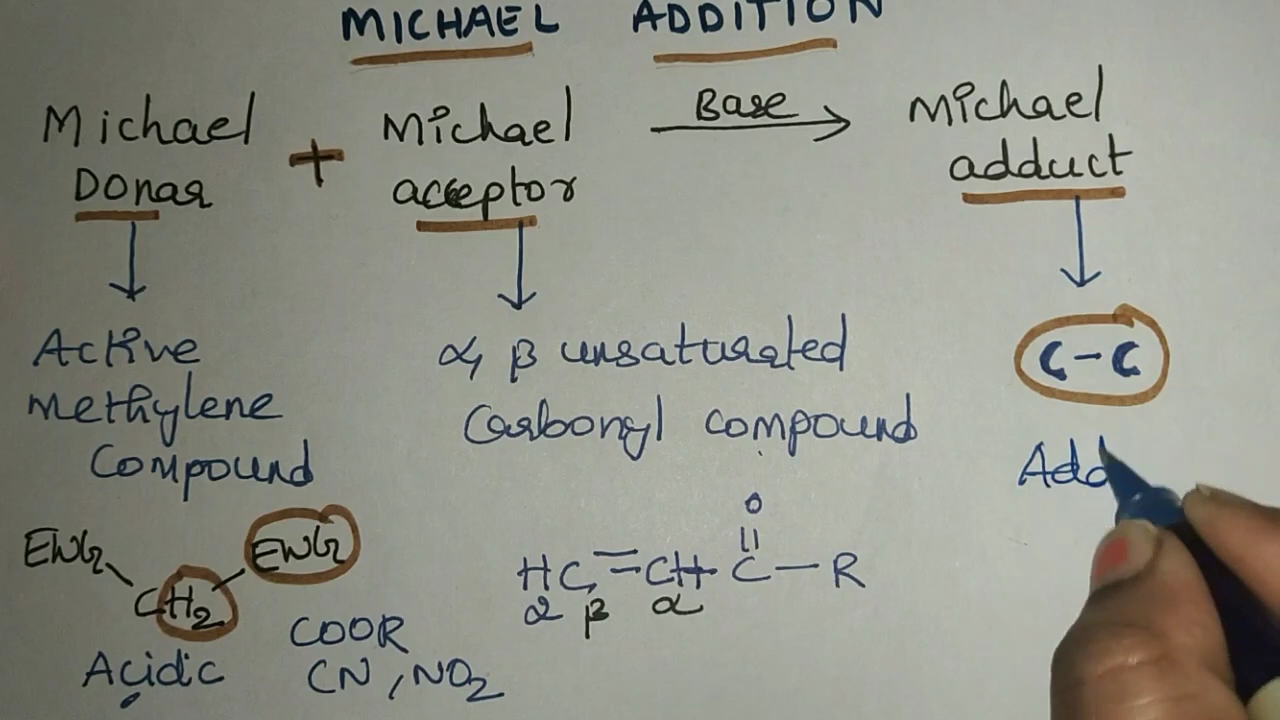 MICHAEL ADDITION
Michael Donar + Michael acceptor Base → Michael adduct
Active methylene Compound
α, β unsaturated Carbonyl compound
C-C
Add
EWG EWG
CH2
Acidic
COOR
CN, NO2
O
||
H2C=CH-C-R
β α